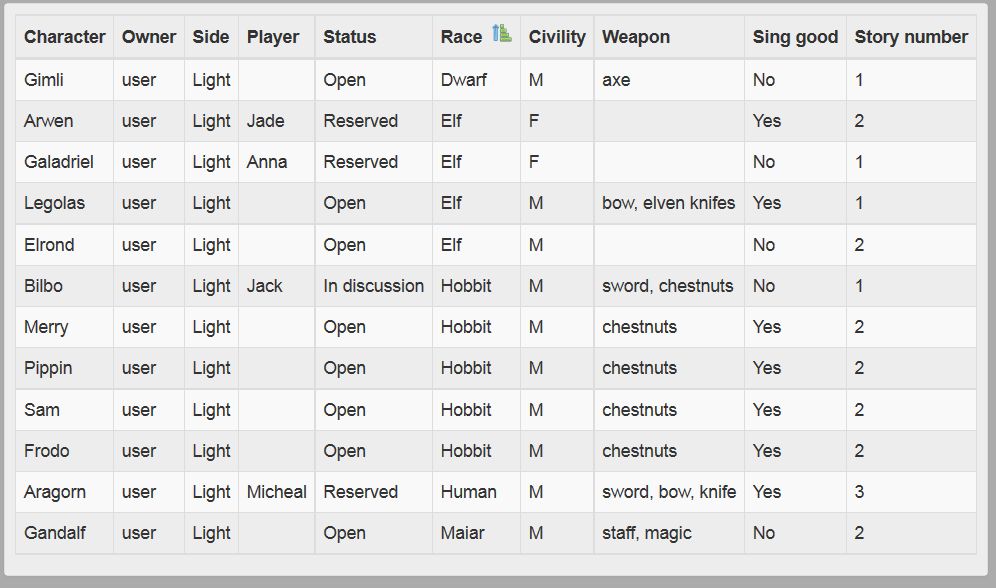 Character Owner Side Player Status Race Civility Weapon Sing good Story number
Gimli user Light Open Dwarf M axe No 1
Arwen user Light Jade Reserved Elf F Yes 2
Galadriel user Light Anna Reserved Elf F No 1
Legolas user Light Open Elf M bow, elven knifes Yes 1
Elrond user Light Open Elf M No 2
Bilbo user Light Jack In discussion Hobbit M sword, chestnuts No 1
Merry user Light Open Hobbit M chestnuts Yes 2
Pippin user Light Open Hobbit M chestnuts Yes 2
Sam user Light Open Hobbit M chestnuts Yes 2
Frodo user Light Open Hobbit M chestnuts Yes 2
Aragorn user Light Micheal Reserved Human M sword, bow, knife Yes 3
Gandalf user Light Open Maiar M staff, magic No 2